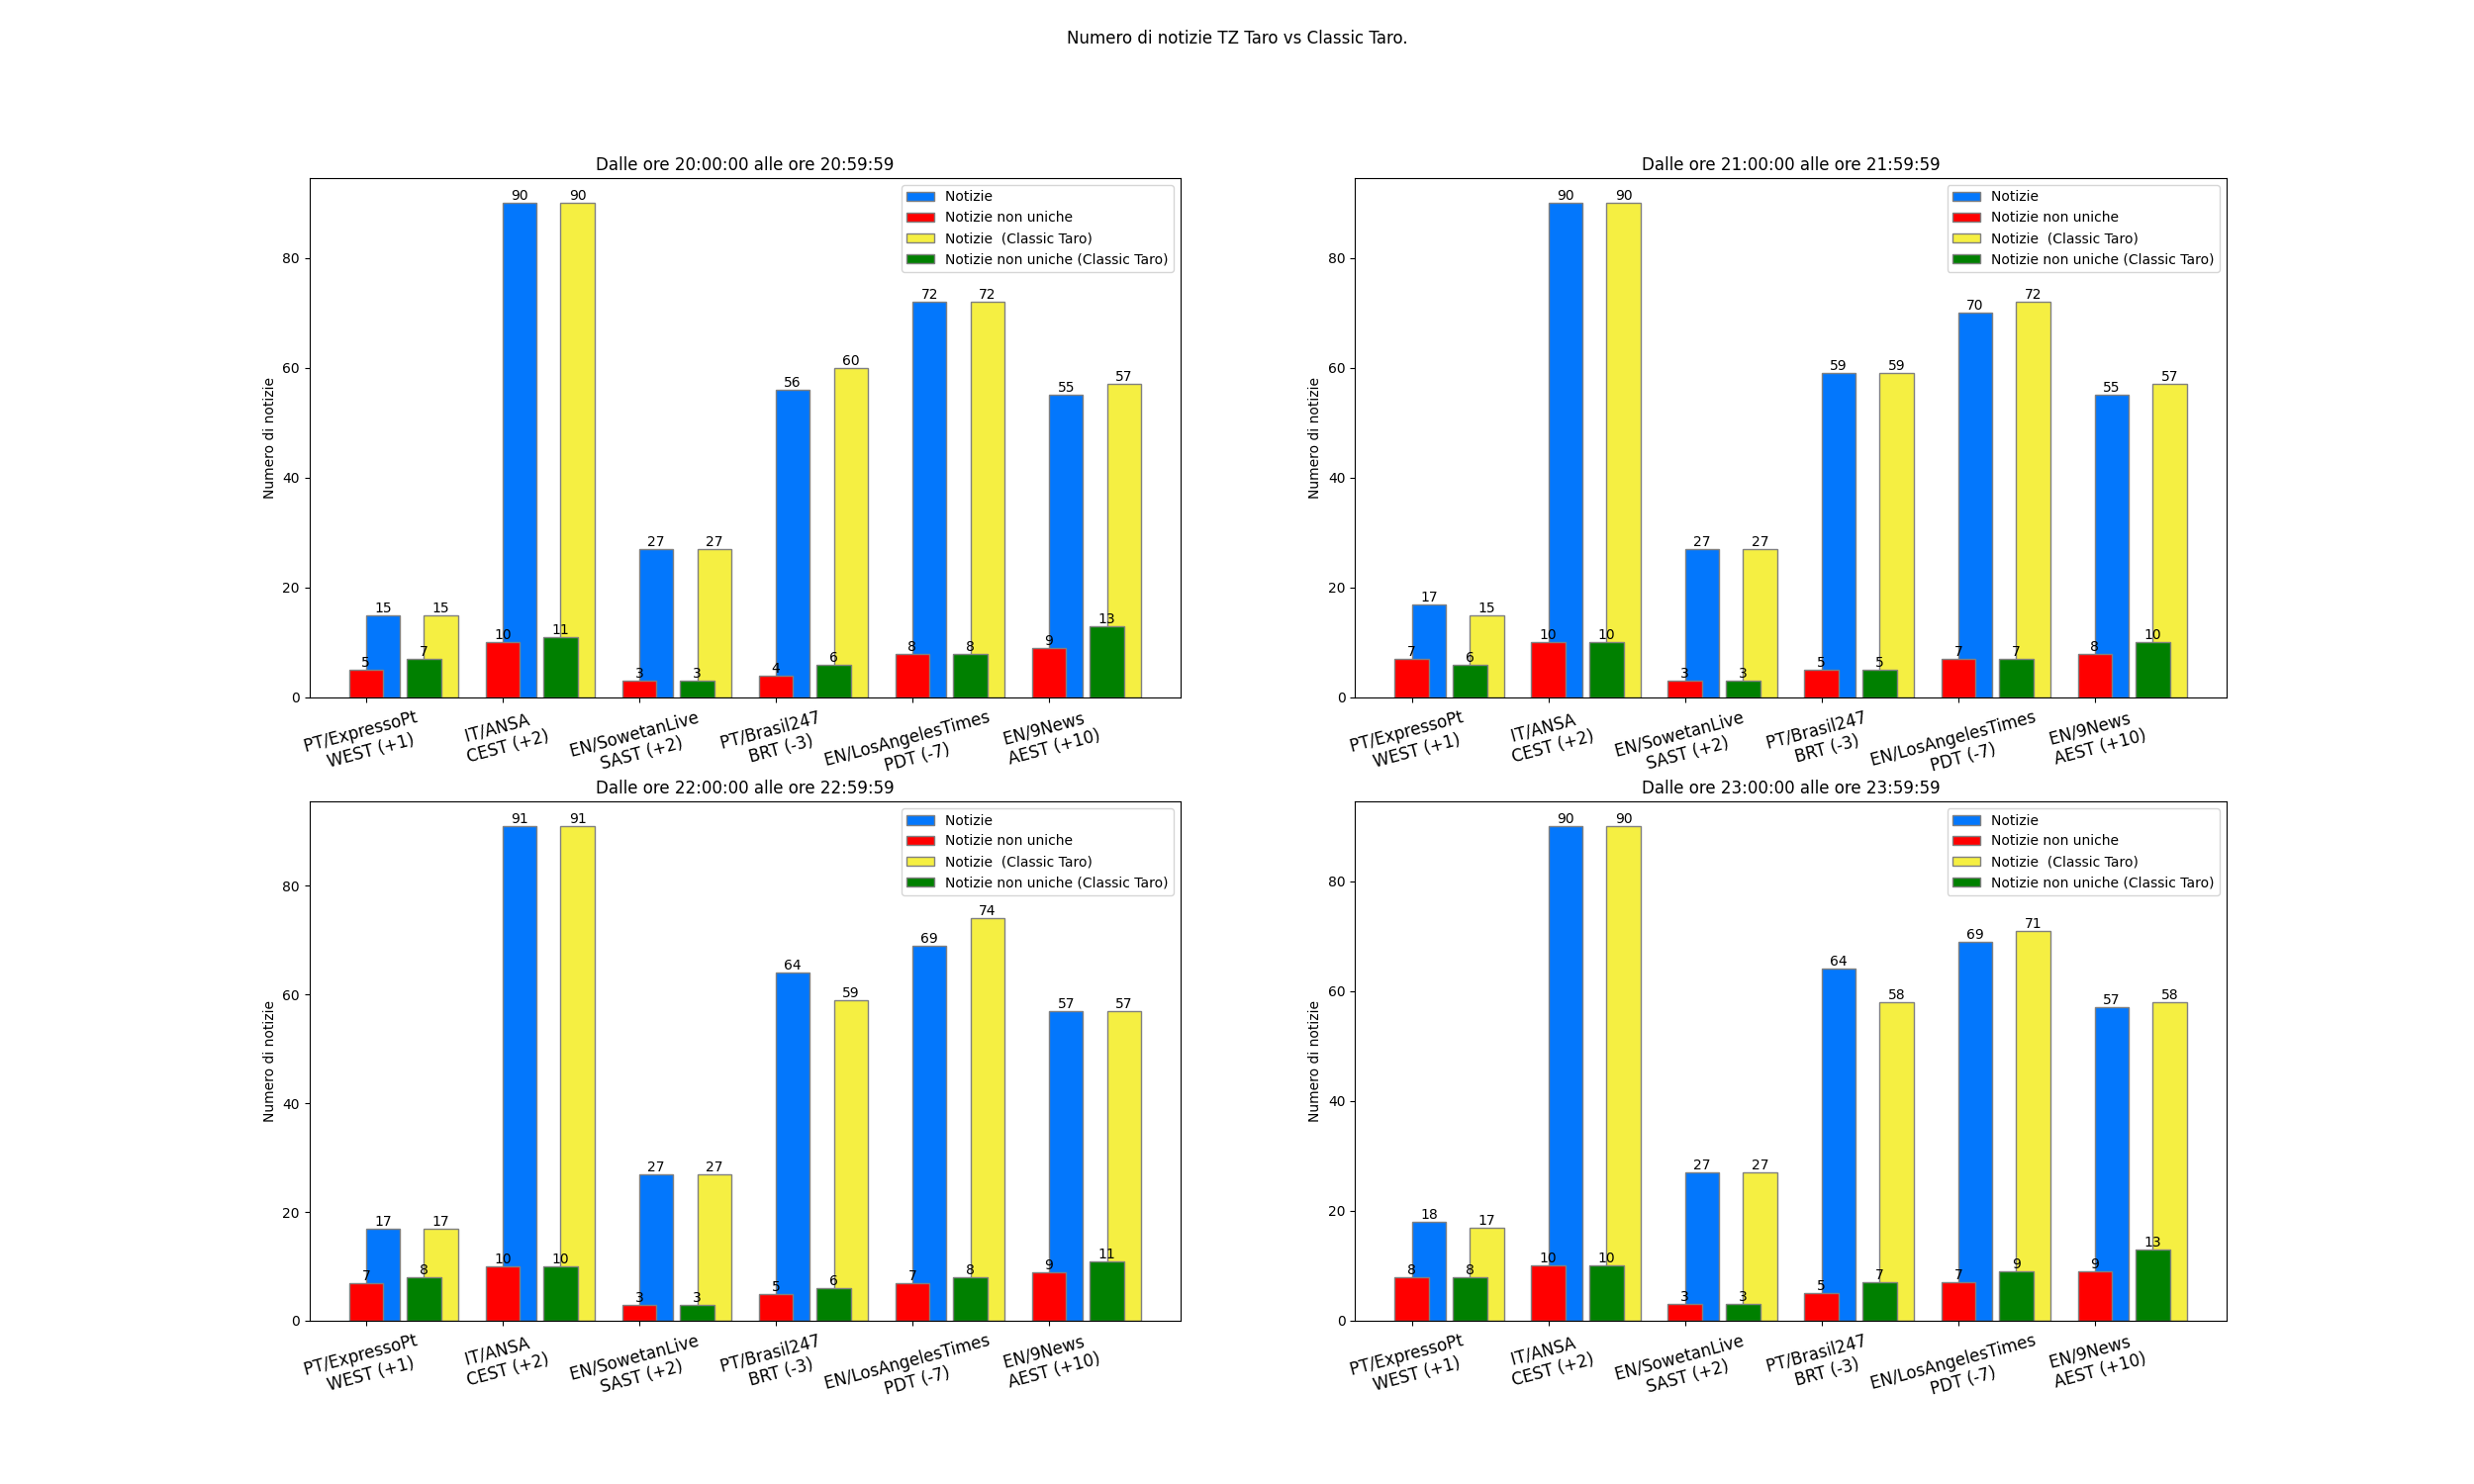 Numero di notizie TZ Taro vs Classic Taro.
Dalle ore 20:00:00 alle ore 20:59:59
Notizie
Notizie non uniche
Notizie  (Classic Taro)
Notizie non uniche (Classic Taro)
Numero di notizie
80
60
40
20
0
15
5
15
7
90
10
90
11
27
3
27
3
56
4
60
6
72
8
72
8
55
9
57
13
PT/ExpressoPt
WEST (+1)
IT/ANSA
CEST (+2)
EN/SowetanLive
SAST (+2)
PT/Brasil247
BRT (-3)
EN/LosAngelesTimes
PDT (-7)
EN/9News
AEST (+10)
Dalle ore 21:00:00 alle ore 21:59:59
Notizie
Notizie non uniche
Notizie  (Classic Taro)
Notizie non uniche (Classic Taro)
Numero di notizie
80
60
40
20
0
17
7
15
6
90
10
90
10
27
3
27
3
59
5
59
5
70
7
72
7
55
8
57
10
PT/ExpressoPt
WEST (+1)
IT/ANSA
CEST (+2)
EN/SowetanLive
SAST (+2)
PT/Brasil247
BRT (-3)
EN/LosAngelesTimes
PDT (-7)
EN/9News
AEST (+10)
Dalle ore 22:00:00 alle ore 22:59:59
Notizie
Notizie non uniche
Notizie  (Classic Taro)
Notizie non uniche (Classic Taro)
Numero di notizie
80
60
40
20
0
17
7
17
8
91
10
91
10
27
3
27
3
64
5
59
6
69
7
74
8
57
9
57
11
PT/ExpressoPt
WEST (+1)
IT/ANSA
CEST (+2)
EN/SowetanLive
SAST (+2)
PT/Brasil247
BRT (-3)
EN/LosAngelesTimes
PDT (-7)
EN/9News
AEST (+10)
Dalle ore 23:00:00 alle ore 23:59:59
Notizie
Notizie non uniche
Notizie  (Classic Taro)
Notizie non uniche (Classic Taro)
Numero di notizie
80
60
40
20
0
18
8
17
8
90
10
90
10
27
3
27
3
64
5
58
7
69
7
71
9
57
9
58
13
PT/ExpressoPt
WEST (+1)
IT/ANSA
CEST (+2)
EN/SowetanLive
SAST (+2)
PT/Brasil247
BRT (-3)
EN/LosAngelesTimes
PDT (-7)
EN/9News
AEST (+10)